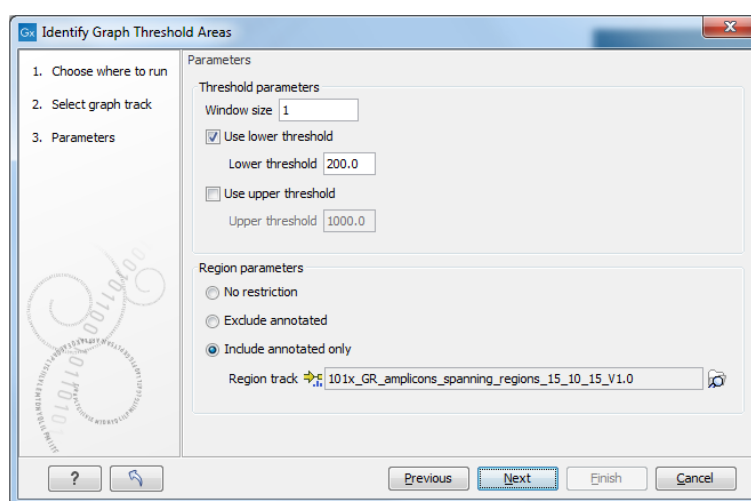 Gx Identify Graph Threshold Areas
1. Choose where to run
2. Select graph track
3. Parameters
Parameters
Threshold parameters
Window size 1
Use lower threshold
Lower threshold 200.0
Use upper threshold
Upper threshold 1000.0
Region parameters
No restriction
Exclude annotated
Include annotated only
Region track 101x_GR_amplicons_spanning_regions_15_10_15_V1.0
? Previous Next Finish Cancel